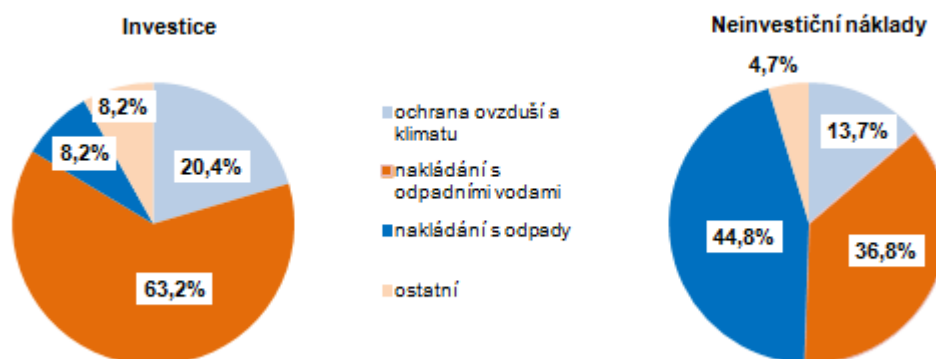 Investice
8,2%
8,2%
20,4%
63,2%
ochrana ovzduší a
klimatu
nakládání s
odpadními vodami
nakládání s odpady
ostatní
Neinvestiční náklady
4,7%
13,7%
44,8%
36,8%